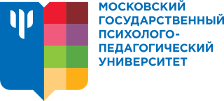 МОСКОВСКИЙ
ГОСУДАРСТВЕННЫЙ
ПСИХОЛОГО-
ПЕДАГОГИЧЕСКИЙ
УНИВЕРСИТЕТ